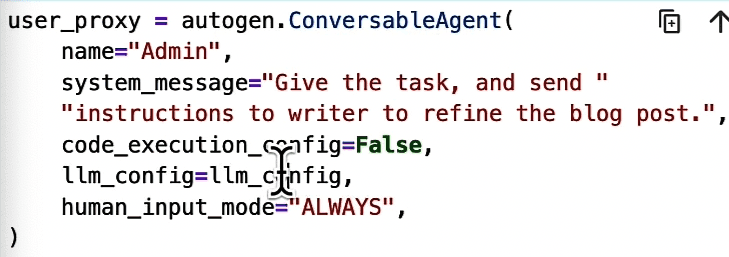 user_proxy = autogen.ConversableAgent(
    name="Admin",
    system_message="Give the task, and send "
    "instructions to writer to refine the blog post.",
    code_execution_config=False,
    llm_config=llm_config,
    human_input_mode="ALWAYS",
)